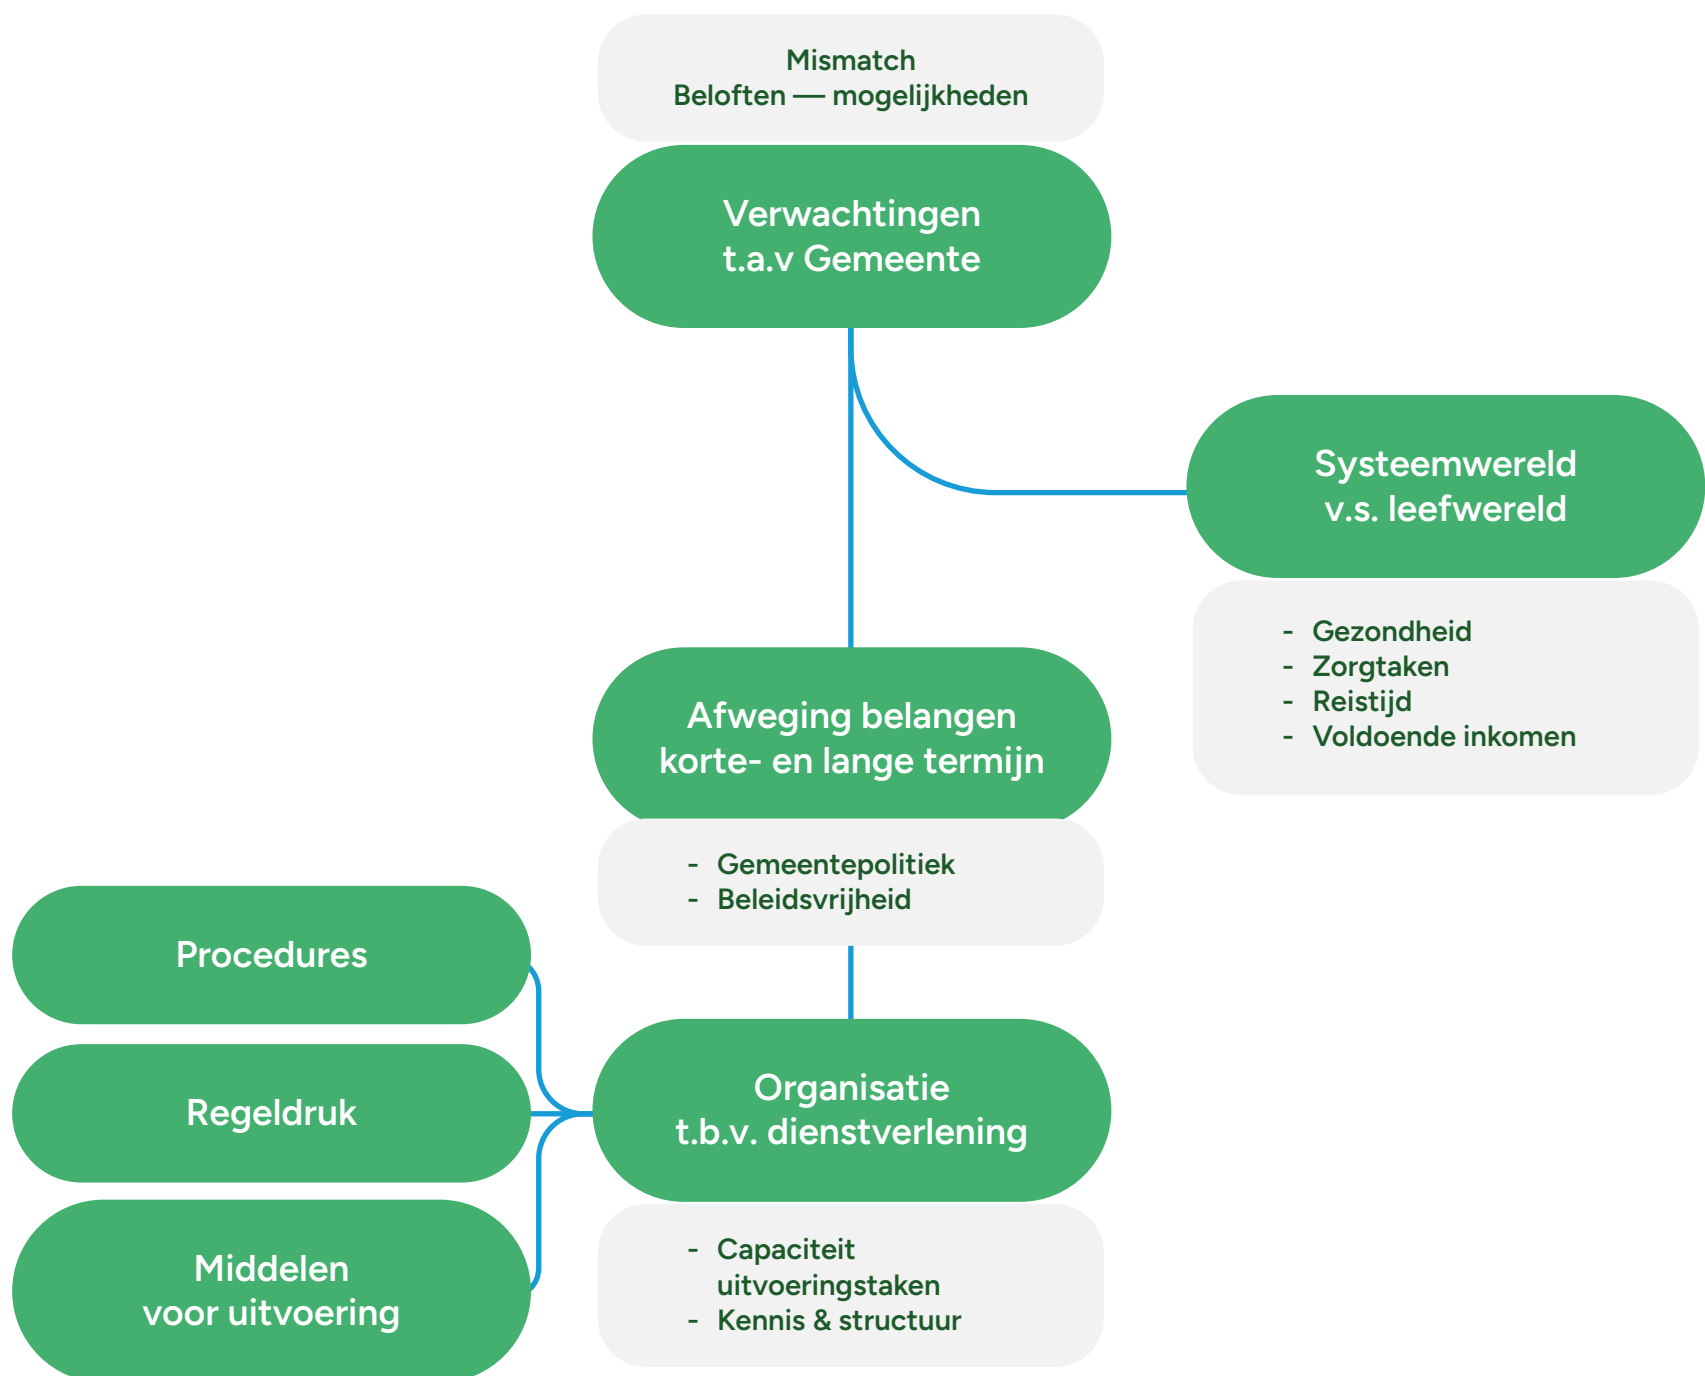 Mismatch
Beloften — mogelijkheden
Verwachtingen
t.a.v Gemeente
Systeemwereld
v.s. leefwereld
- Gezondheid
- Zorgtaken
- Reistijd
- Voldoende inkomen
Afweging belangen
korte- en lange termijn
- Gemeentepolitiek
- Beleidsvrijheid
Procedures
Regeldruk
Middelen
voor uitvoering
Organisatie
t.b.v. dienstverlening
- Capaciteit
uitvoeringstaken
- Kennis & structuur